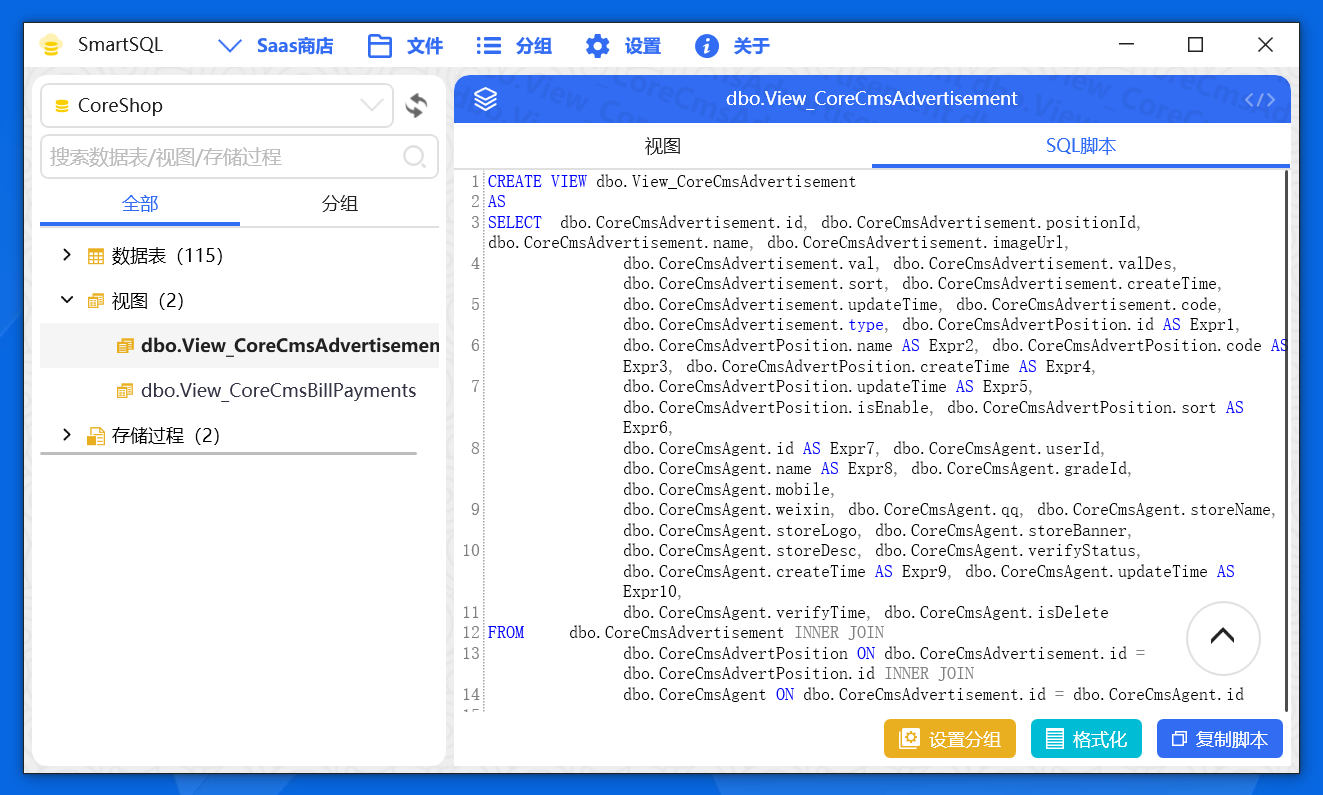 SmartSQL Saas商店 文件 分组 设置 关于
CoreShop
搜索数据表/视图/存储过程
全部 分组
数据表（115）
视图（2）
dbo.View_CoreCmsAdvertisemen
dbo.View_CoreCmsBillPayments
存储过程（2）
dbo.View_CoreCmsAdvertisement
视图 SQL脚本
1 CREATE VIEW dbo.View_CoreCmsAdvertisement
2 AS
3 SELECT dbo.CoreCmsAdvertisement.id, dbo.CoreCmsAdvertisement.positionId,
dbo.CoreCmsAdvertisement.name, dbo.CoreCmsAdvertisement.imageUrl,
4 dbo.CoreCmsAdvertisement.val, dbo.CoreCmsAdvertisement.valDes,
dbo.CoreCmsAdvertisement.sort, dbo.CoreCmsAdvertisement.createTime,
5 dbo.CoreCmsAdvertisement.updateTime, dbo.CoreCmsAdvertisement.code,
dbo.CoreCmsAdvertisement.type, dbo.CoreCmsAdvertPosition.id AS Expr1,
6 dbo.CoreCmsAdvertPosition.name AS Expr2, dbo.CoreCmsAdvertPosition.code AS
Expr3, dbo.CoreCmsAdvertPosition.createTime AS Expr4,
7 dbo.CoreCmsAdvertPosition.updateTime AS Expr5,
dbo.CoreCmsAdvertPosition.isEnable, dbo.CoreCmsAdvertPosition.sort AS
Expr6,
8 dbo.CoreCmsAgent.id AS Expr7, dbo.CoreCmsAgent.userId,
dbo.CoreCmsAgent.name AS Expr8, dbo.CoreCmsAgent.gradeId,
dbo.CoreCmsAgent.mobile,
9 dbo.CoreCmsAgent.weixin, dbo.CoreCmsAgent.qq, dbo.CoreCmsAgent.storeName,
dbo.CoreCmsAgent.storeLogo, dbo.CoreCmsAgent.storeBanner,
10 dbo.CoreCmsAgent.storeDesc, dbo.CoreCmsAgent.verifyStatus,
dbo.CoreCmsAgent.createTime AS Expr9, dbo.CoreCmsAgent.updateTime AS
Expr10,
11 dbo.CoreCmsAgent.verifyTime, dbo.CoreCmsAgent.isDelete
12 FROM dbo.CoreCmsAdvertisement INNER JOIN
13 dbo.CoreCmsAdvertPosition ON dbo.CoreCmsAdvertisement.id =
dbo.CoreCmsAdvertPosition.id INNER JOIN
14 dbo.CoreCmsAgent ON dbo.CoreCmsAdvertisement.id = dbo.CoreCmsAgent.id
设置分组 格式化 复制脚本